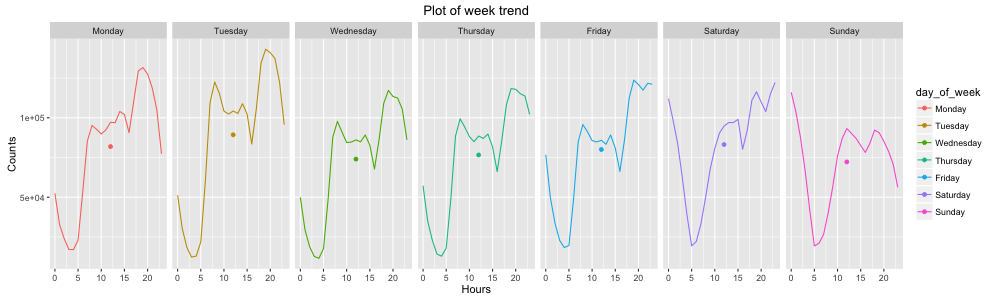 Plot of week trend
Monday Tuesday Wednesday Thursday Friday Saturday Sunday
Counts
1e+05
5e+04
0 5 10 15 20 0 5 10 15 20 0 5 10 15 20 0 5 10 15 20 0 5 10 15 20 0 5 10 15 20 0 5 10 15 20
Hours
day_of_week
Monday
Tuesday
Wednesday
Thursday
Friday
Saturday
Sunday